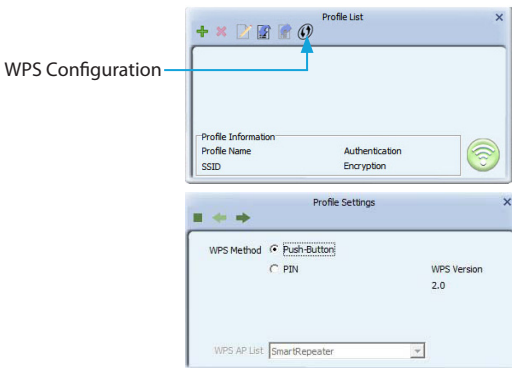 Profile List
WPS Configuration
Profile Information
Profile Name Authentication
SSID Encryption
Profile Settings
WPS Method Push-Button
PIN WPS Version
2.0
WPS AP List SmartRepeater